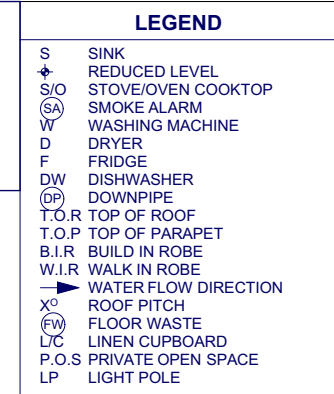 LEGEND
S SINK
REDUCED LEVEL
S/O STOVE/OVEN COOKTOP
SA SMOKE ALARM
W WASHING MACHINE
D DRYER
F FRIDGE
DW DISHWASHER
DP DOWNPIPE
T.O.R TOP OF ROOF
T.O.P TOP OF PARAPET
B.I.R BUILD IN ROBE
W.I.R WALK IN ROBE
WATER FLOW DIRECTION
X° ROOF PITCH
FW FLOOR WASTE
L/C LINEN CUPBOARD
P.O.S PRIVATE OPEN SPACE
LP LIGHT POLE